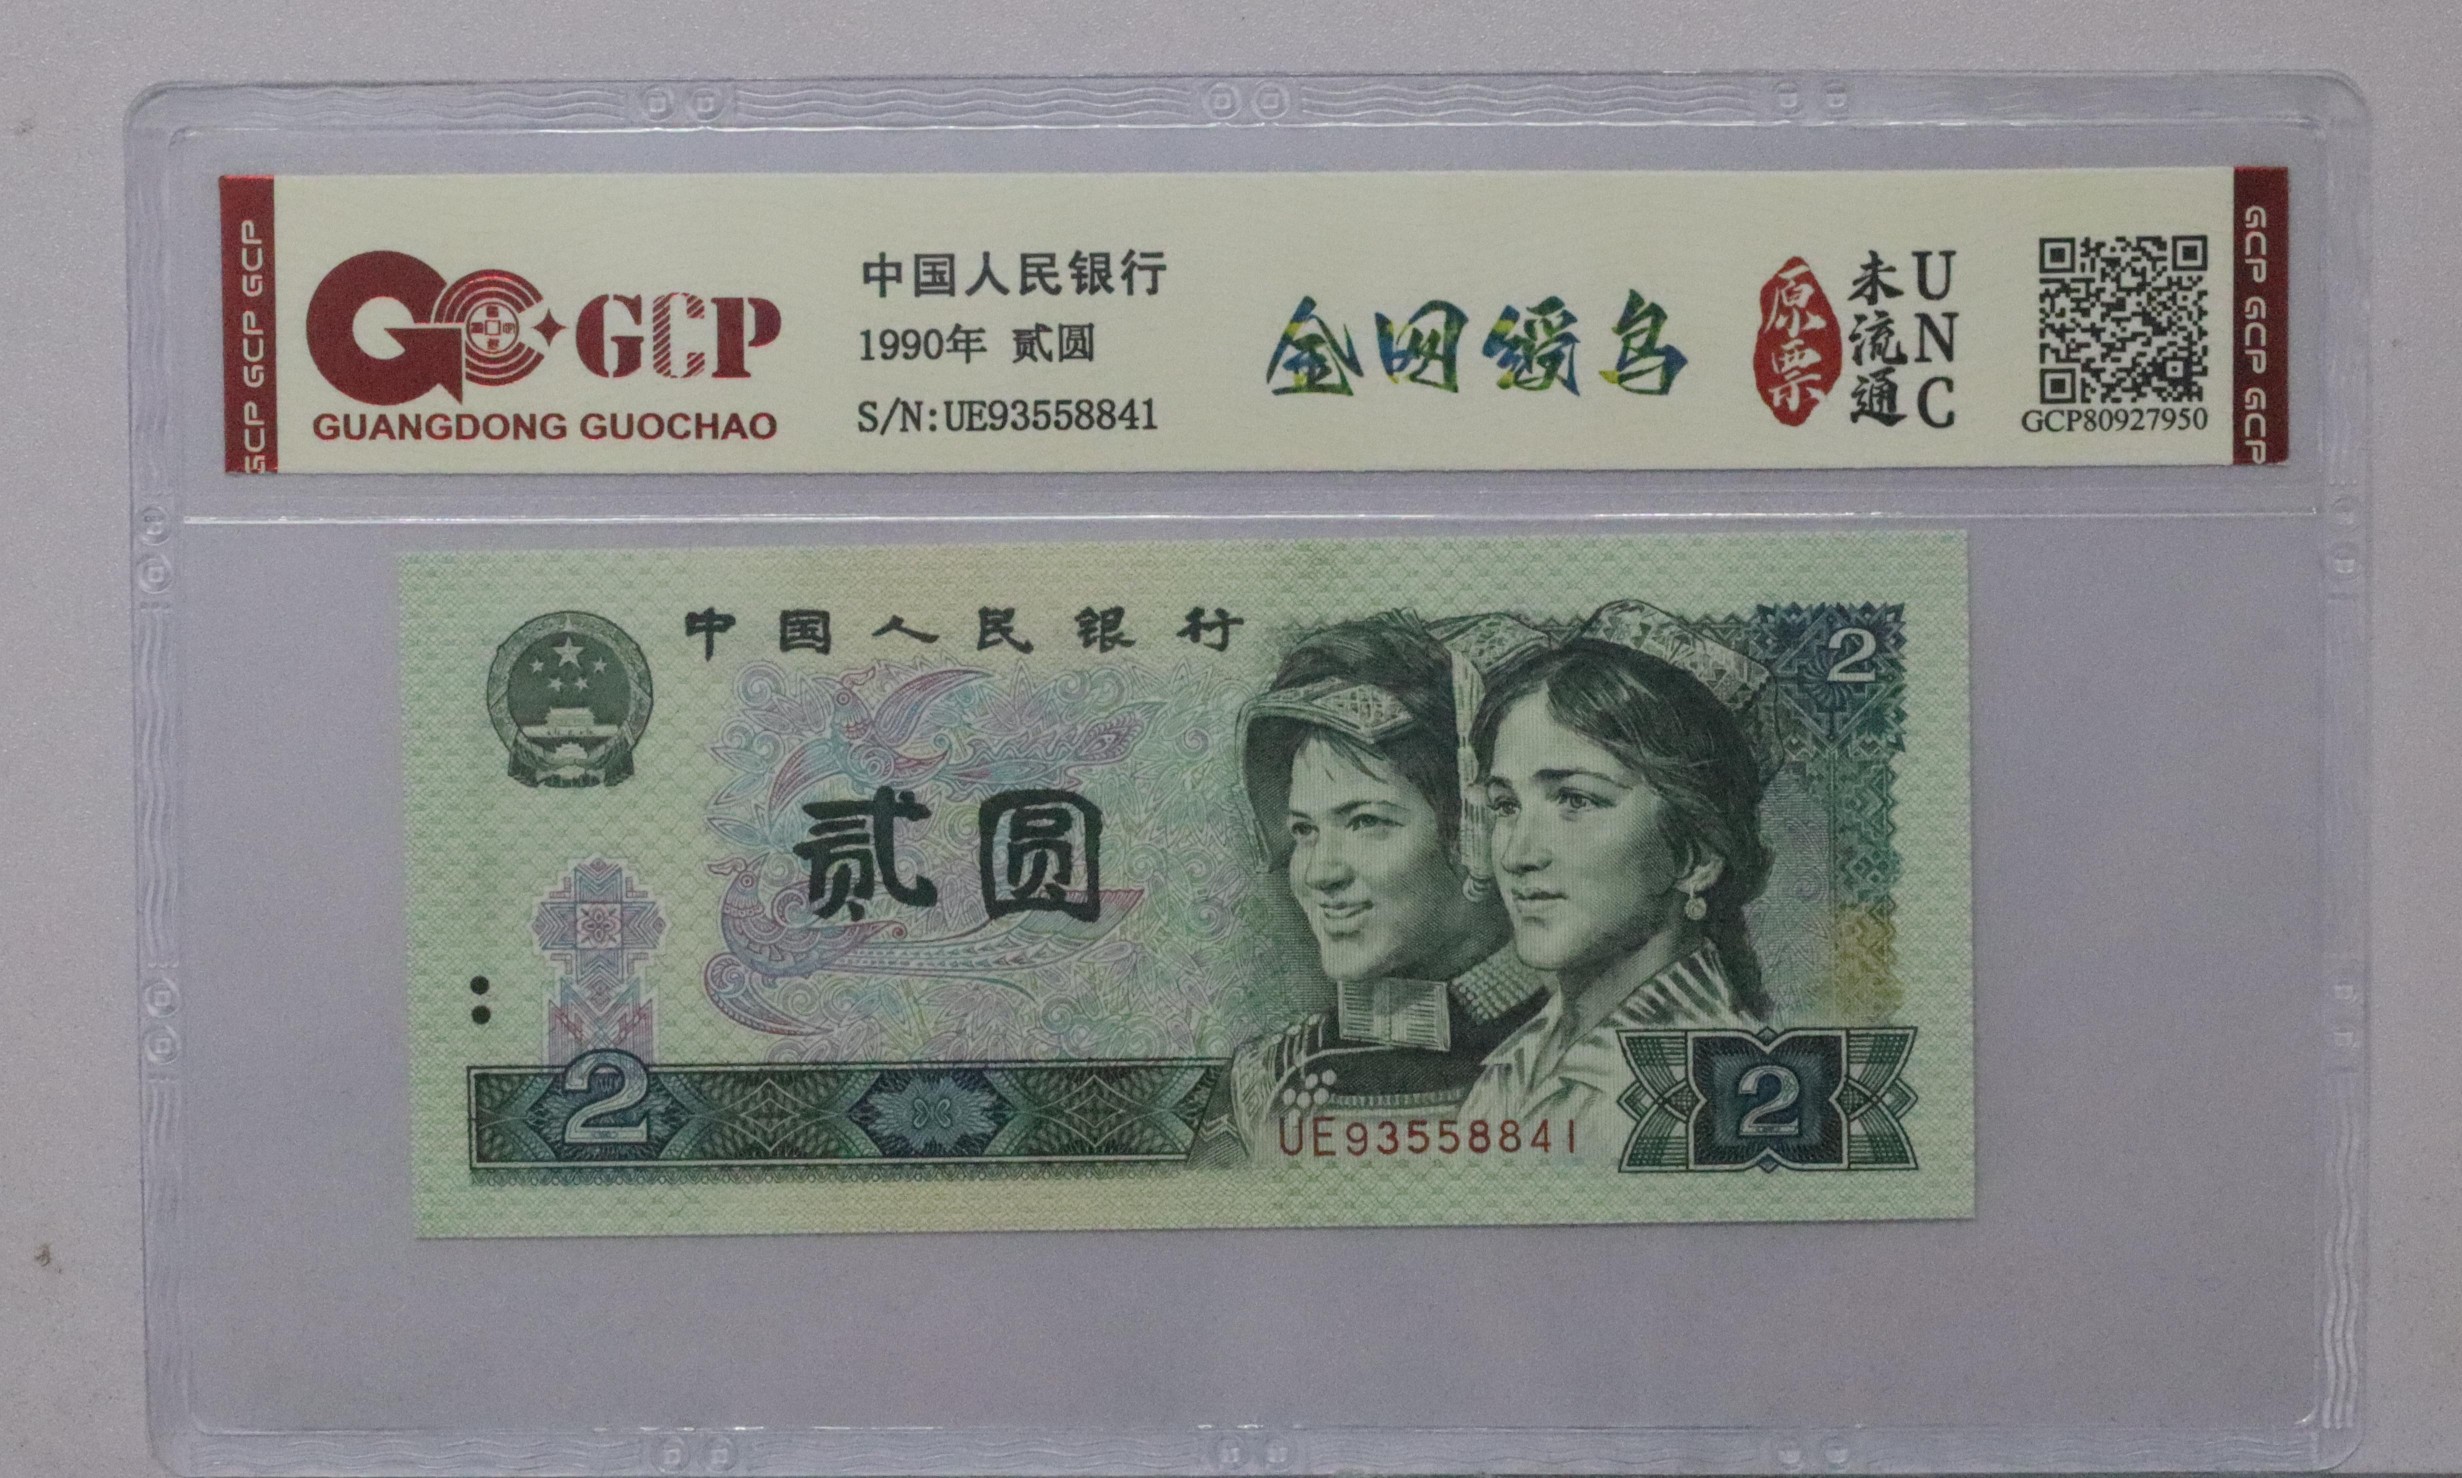 GCP GCP GCP
GCP
GUANGDONG GUOCHAO
中国人民银行
1990年 贰圆
S/N:UE93558841
金网绶鸟
原票
未流通
UNC
GCP80927950
GCP GCP GCP
中国人民银行
2
贰圆
2
UE93558841
2